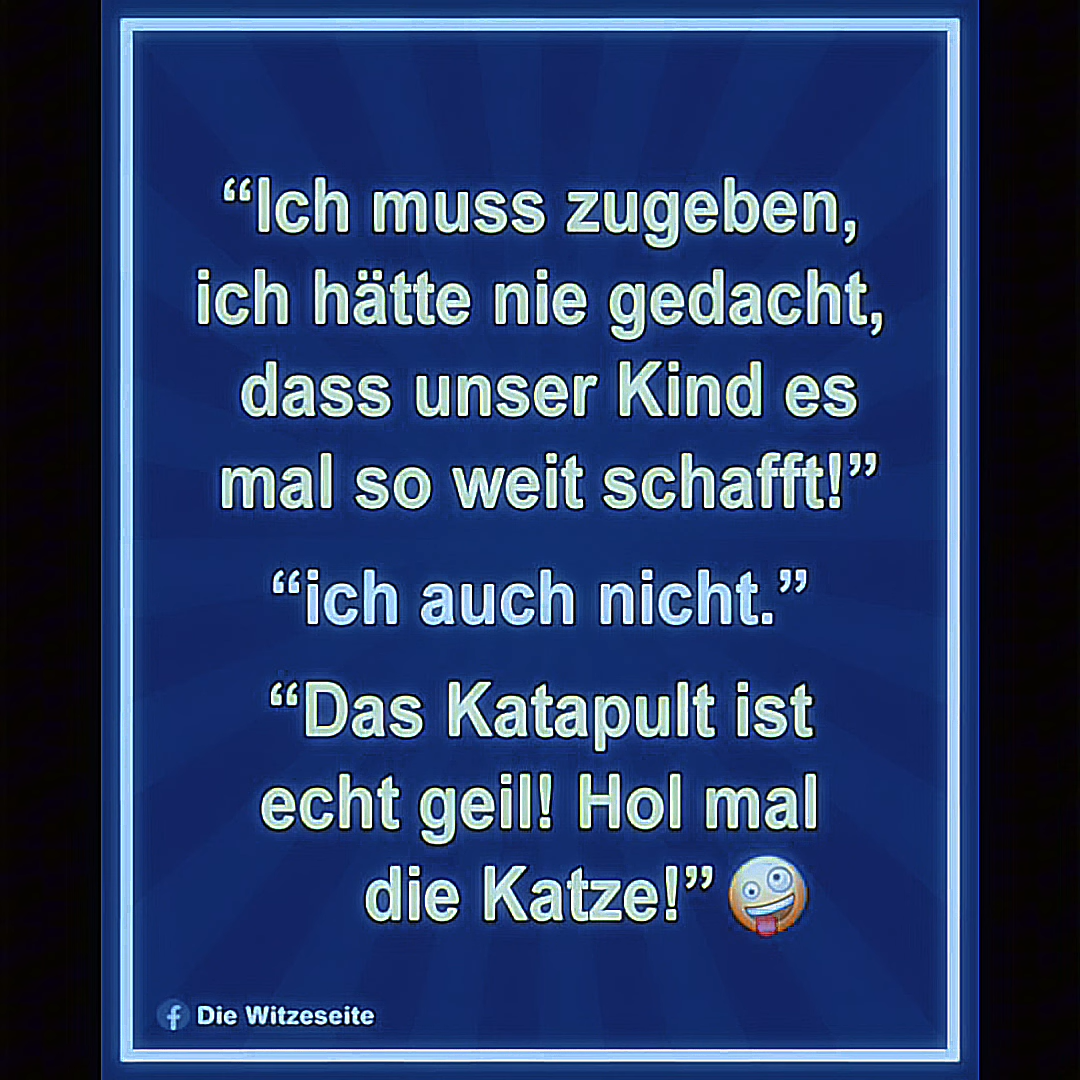 “Ich muss zugeben,
ich hätte nie gedacht,
dass unser Kind es
mal so weit schafft!”
“ich auch nicht.”
“Das Katapult ist
echt geil! Hol mal
die Katze!” 🤪
Die Witzeseite